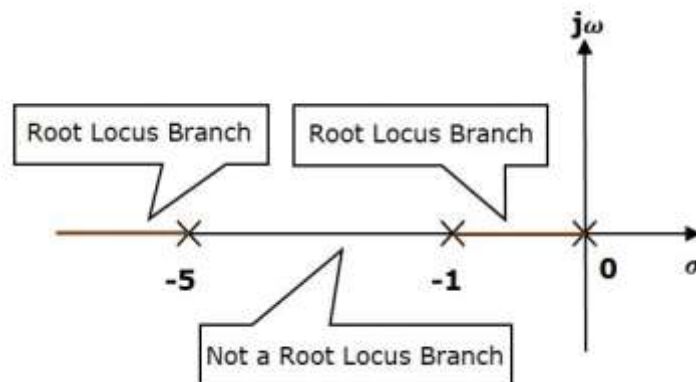 jω
Root Locus Branch
Root Locus Branch
-5
-1
0
σ
Not a Root Locus Branch